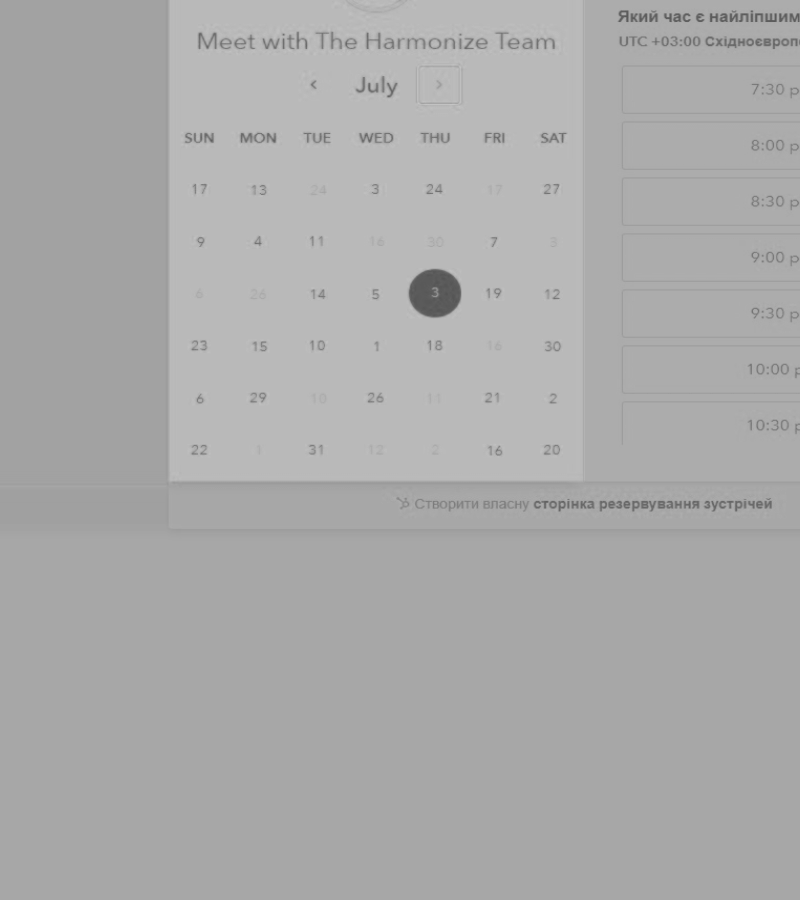 Meet with The Harmonize Team
July
SUN MON TUE WED THU FRI SAT
17 13 24 3 24 17 27
9 4 11 16 30 7 3
6 26 14 5 3 19 12
23 15 10 1 18 16 30
6 29 10 26 11 21 2
22 1 31 12 2 16 20
Який час є найліпшим
UTC +03:00 Східноєвроп
7:30 p
8:00 p
8:30 p
9:00 p
9:30 p
10:00 p
10:30 p
Створити власну сторінка резервування зустрічей